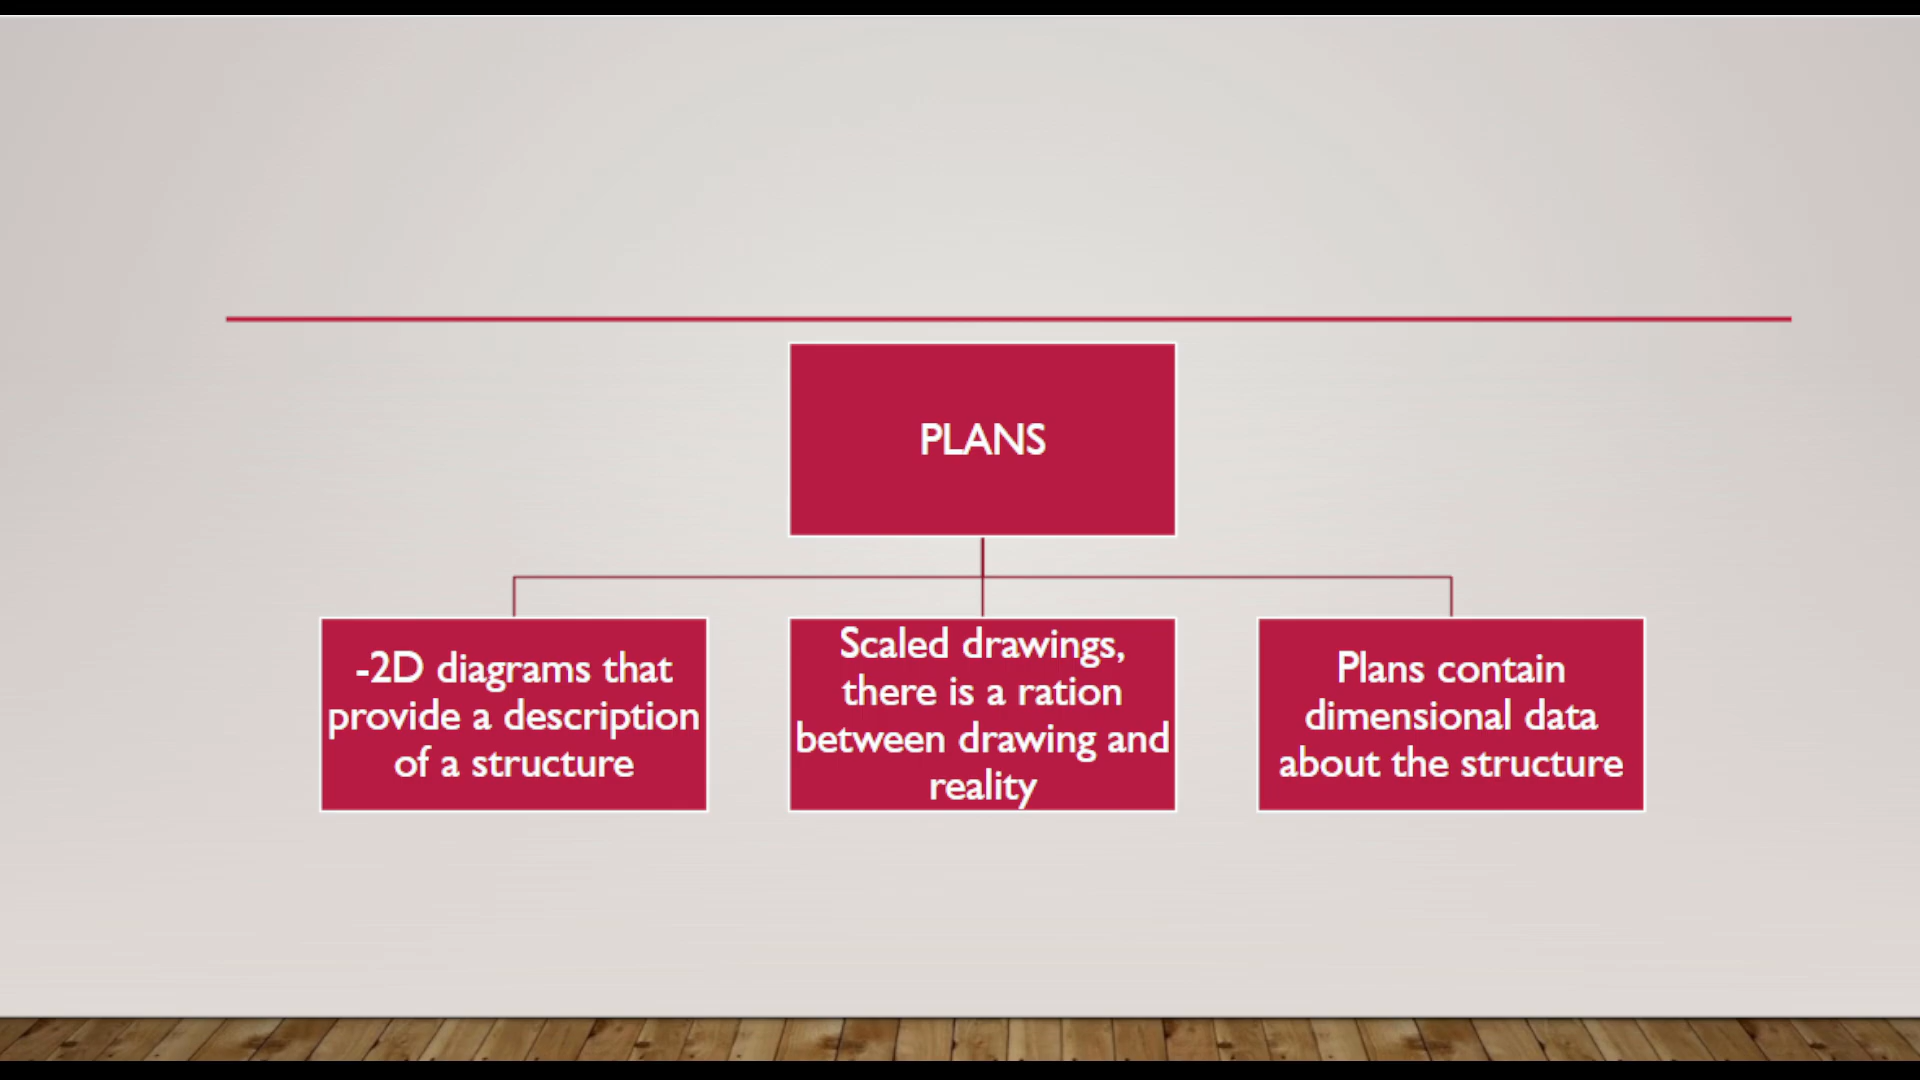 PLANS
-2D diagrams that
provide a description
of a structure
Scaled drawings,
there is a ration
between drawing and
reality
Plans contain
dimensional data
about the structure